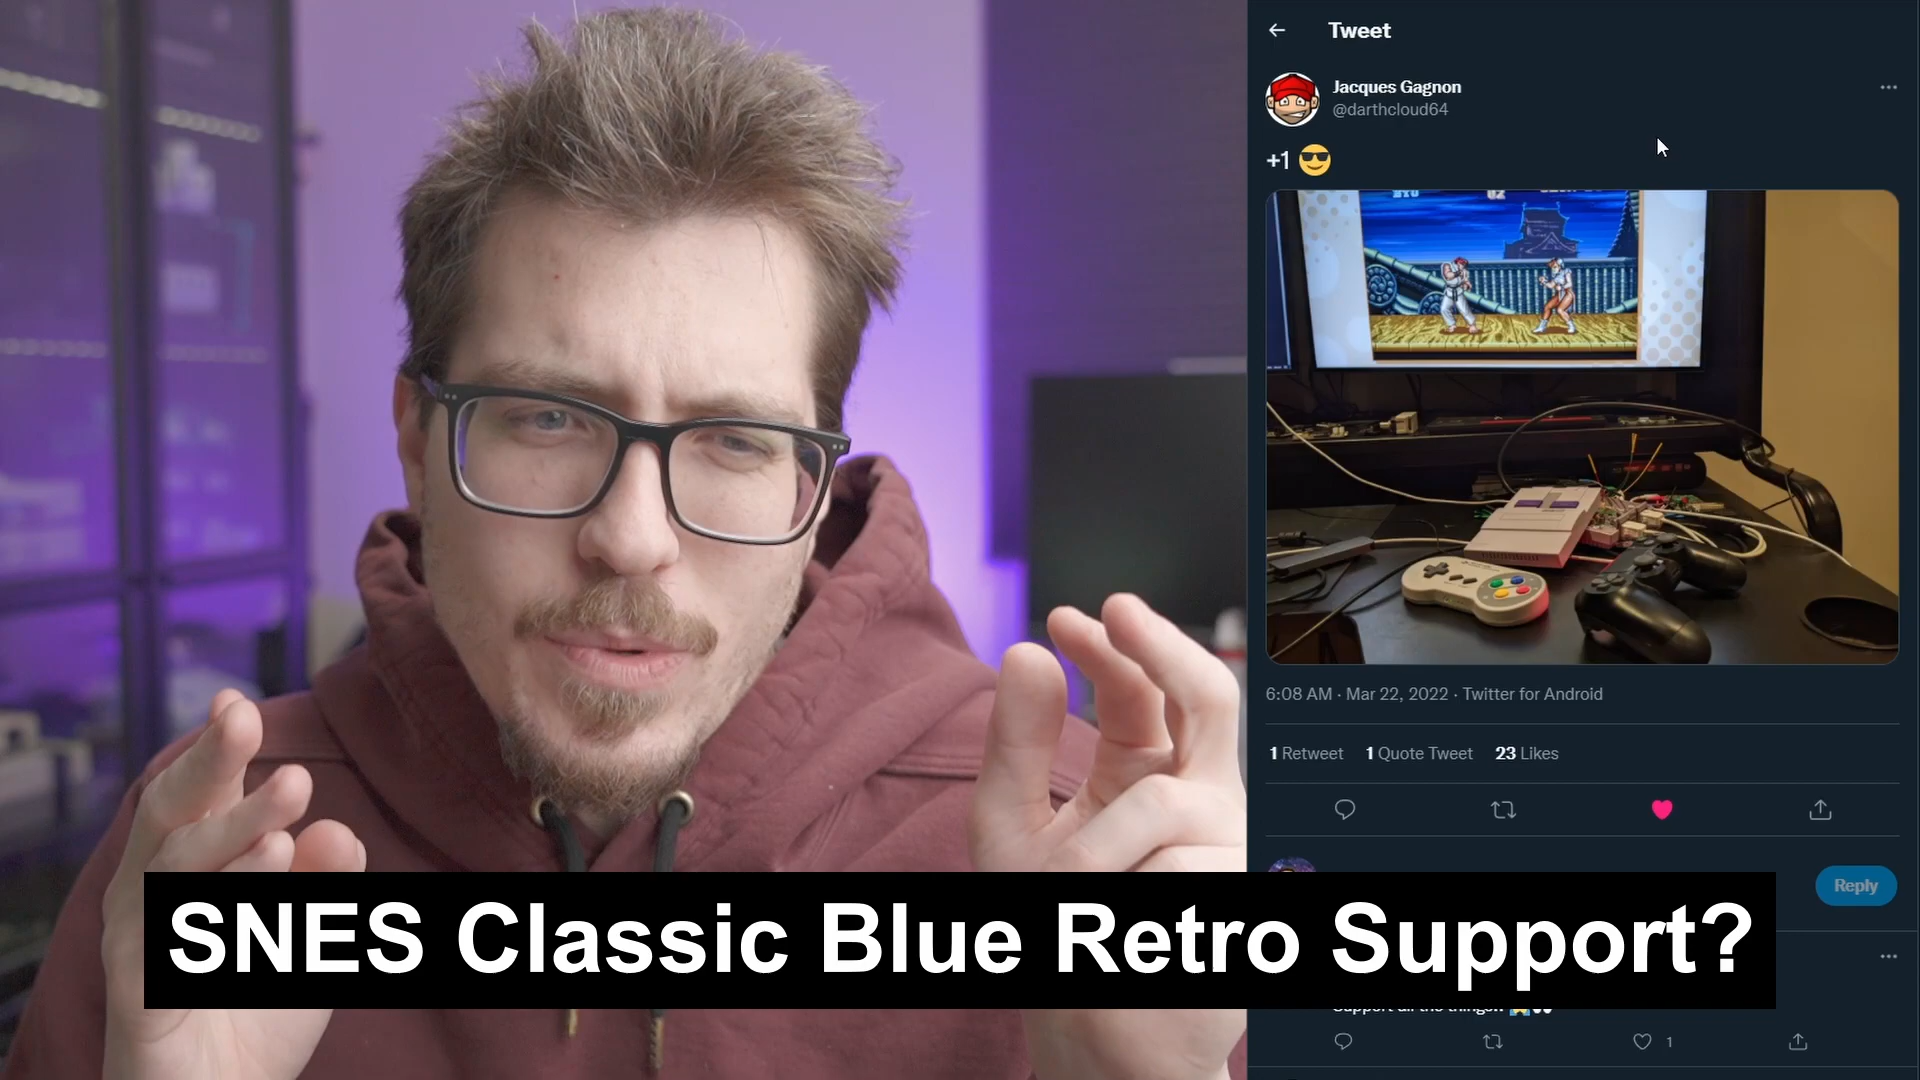 Tweet
Jacques Gagnon
@darthcloud64
+1 😎
6:08 AM · Mar 22, 2022 · Twitter for Android
1 Retweet 1 Quote Tweet 23 Likes
Reply
SNES Classic Blue Retro Support?
1